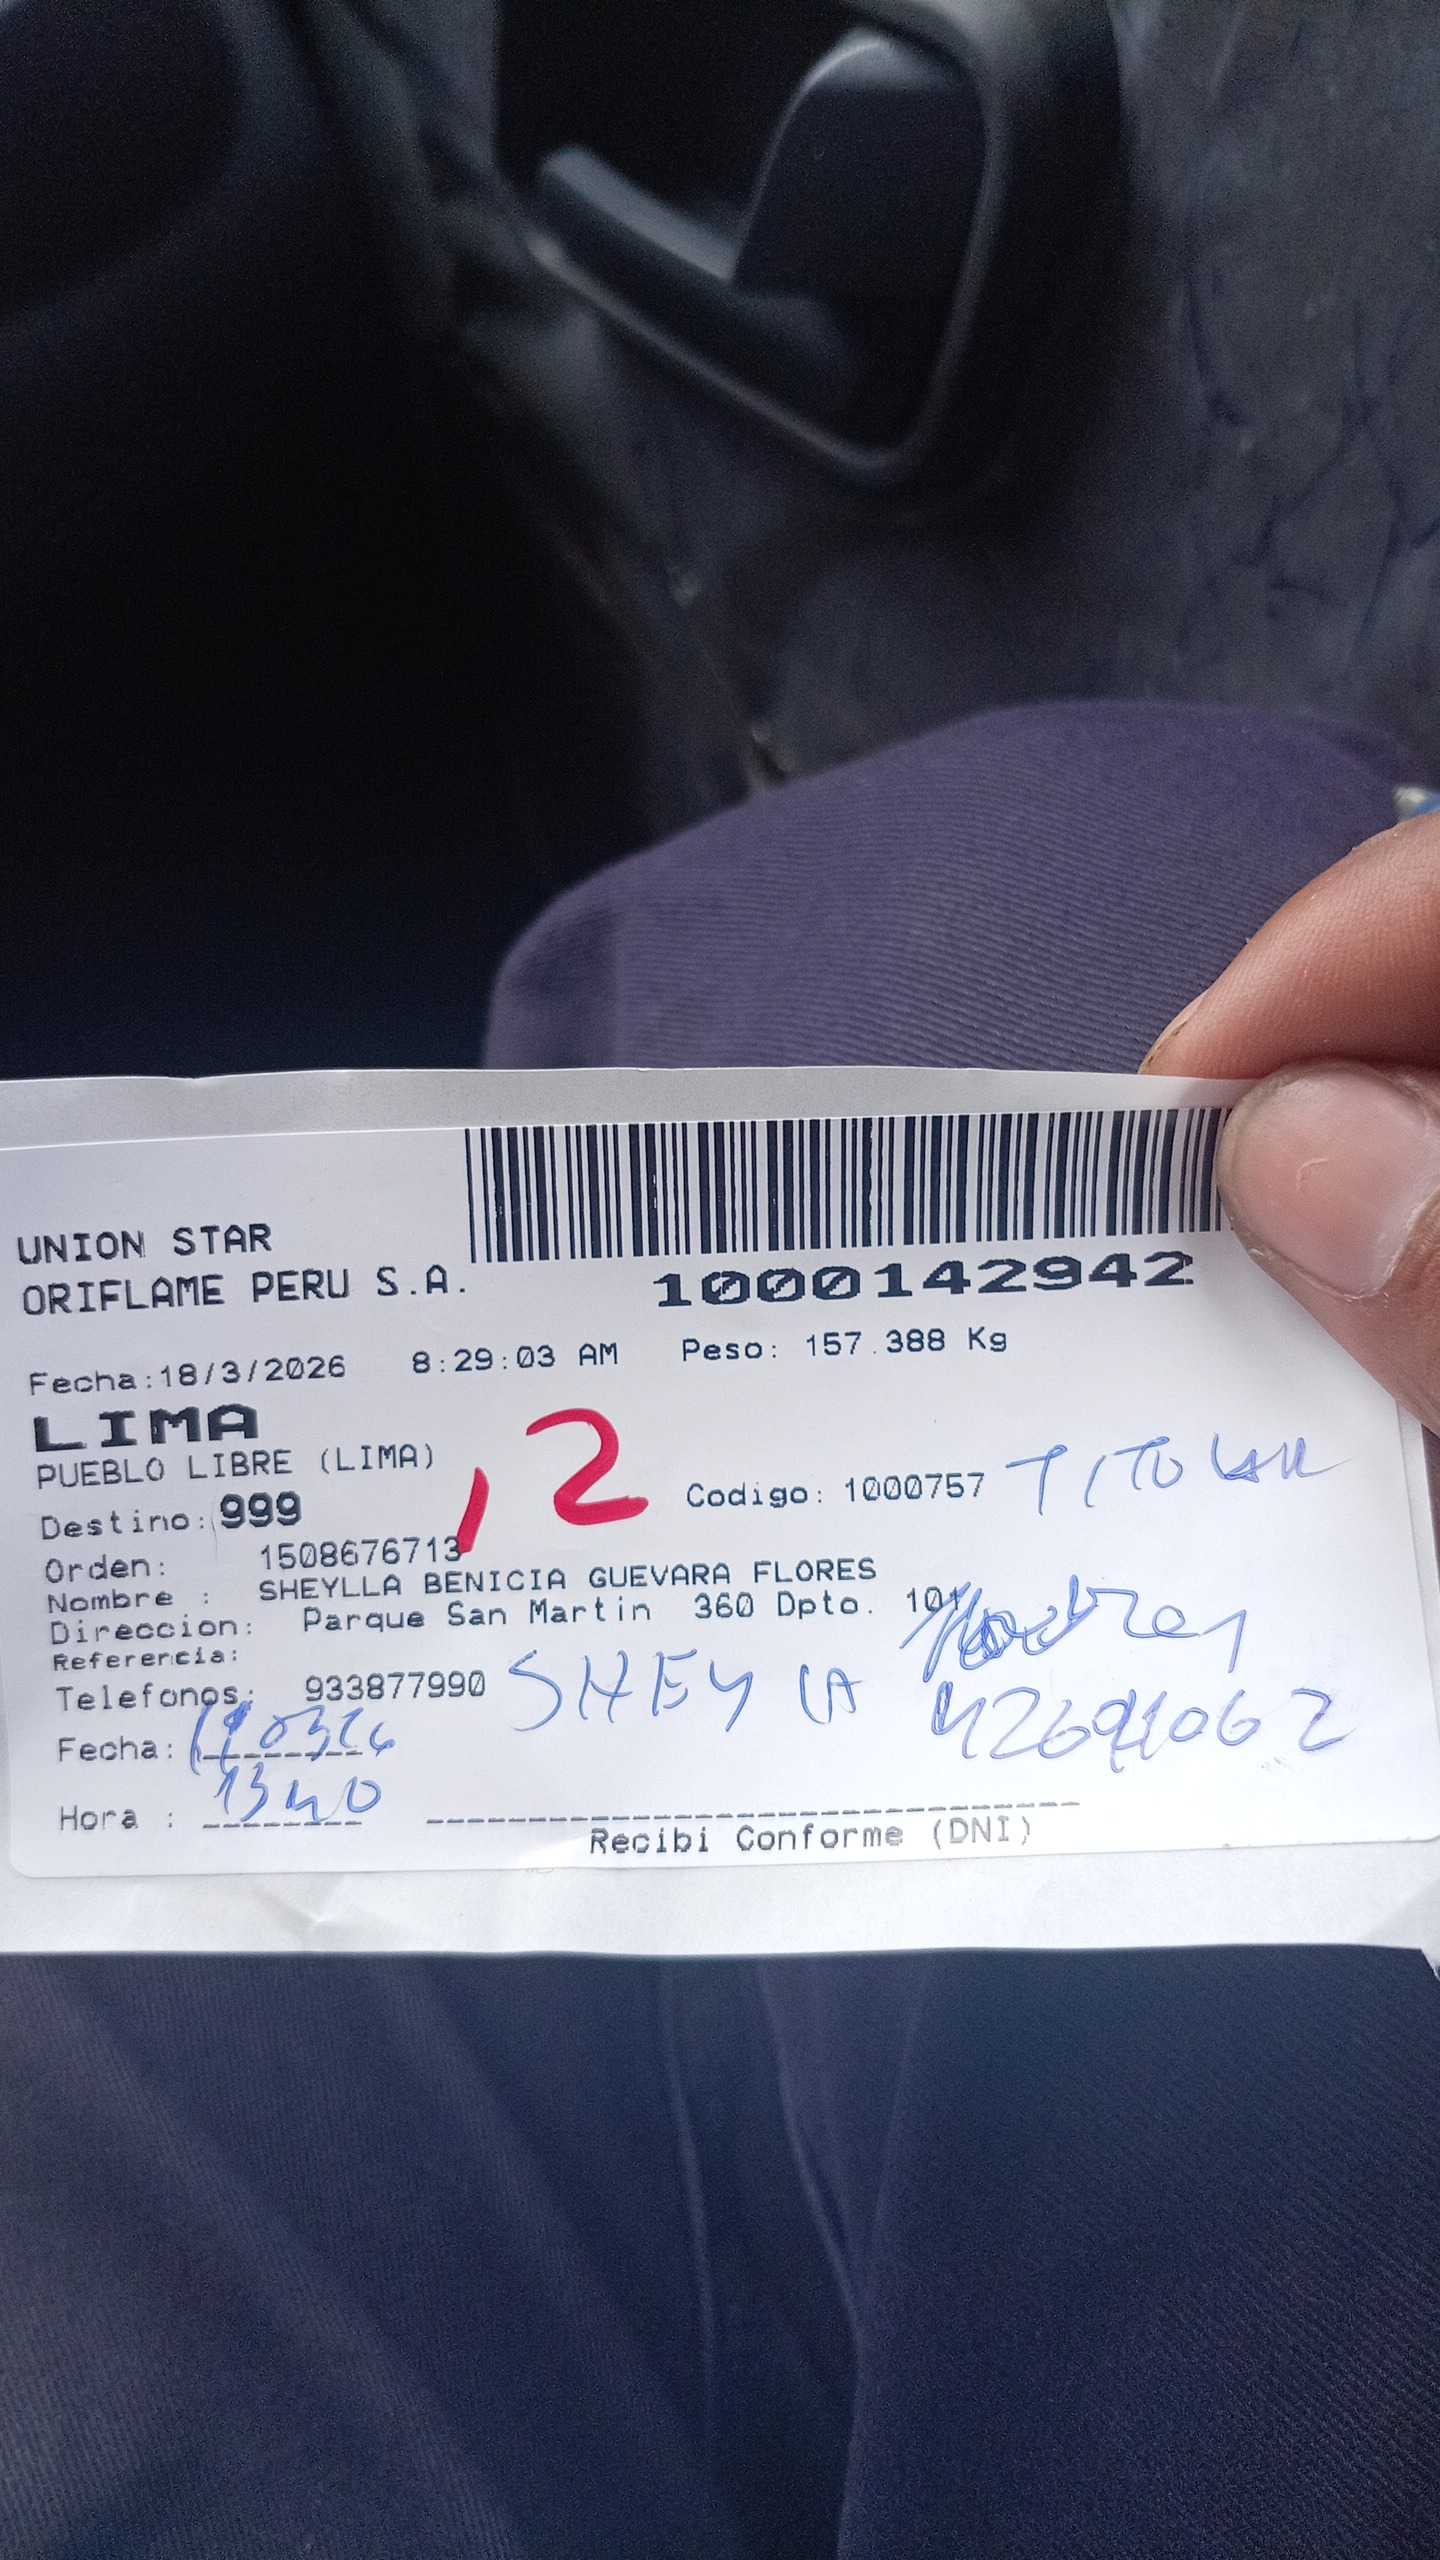 UNION STAR
ORIFLAME PERU S.A.
1000142942
Fecha:18/3/2026 8:29:03 AM Peso: 157.388 Kg
LIMA
PUEBLO LIBRE (LIMA)
12
Destino: 999 Codigo: 1000757 TITULAR
Orden: 1508676713
Nombre : SHEYLLA BENICIA GUEVARA FLORES
Direccion: Parque San Martin 360 Dpto. 101
Referencia:
Telefonos: 933877990 SHEYLA
Fecha:
Hora : 1340
Recibi Conforme (DNI)